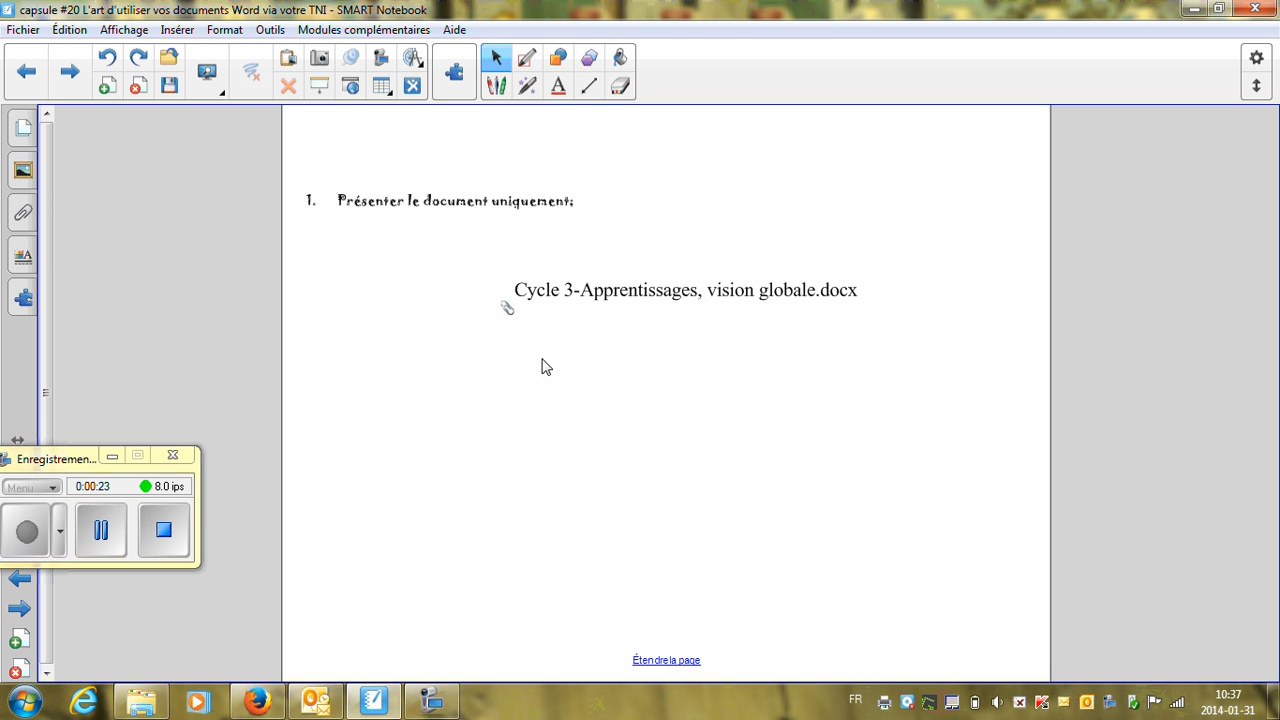 capsule #20 L'art d'utiliser vos documents Word via votre TNI - SMART Notebook
Fichier Édition Affichage Insérer Format Outils Modules complémentaires Aide
1. Présenter le document uniquement;
Cycle 3-Apprentissages, vision globale.docx
Enregistremen...
Menu 0:00:23 8.0 ips
Étendre la page
FR 10:37
2014-01-31